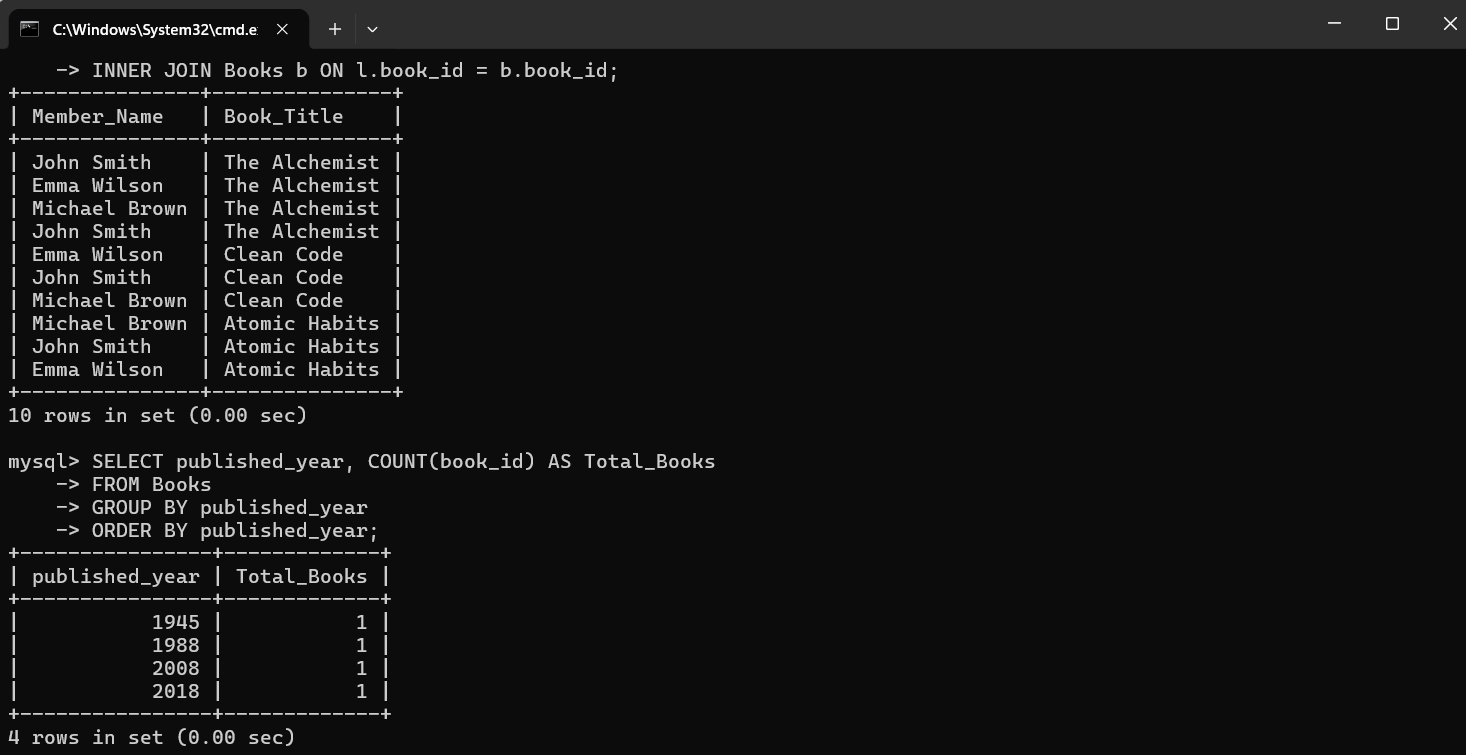 C:\Windows\System32\cmd.e
    -> INNER JOIN Books b ON l.book_id = b.book_id;
+---------------+---------------+
| Member_Name   | Book_Title    |
+---------------+---------------+
| John Smith    | The Alchemist |
| Emma Wilson   | The Alchemist |
| Michael Brown | The Alchemist |
| John Smith    | The Alchemist |
| Emma Wilson   | Clean Code    |
| John Smith    | Clean Code    |
| Michael Brown | Clean Code    |
| Michael Brown | Atomic Habits |
| John Smith    | Atomic Habits |
| Emma Wilson   | Atomic Habits |
+---------------+---------------+
10 rows in set (0.00 sec)

mysql> SELECT published_year, COUNT(book_id) AS Total_Books
    -> FROM Books
    -> GROUP BY published_year
    -> ORDER BY published_year;
+----------------+-------------+
| published_year | Total_Books |
+----------------+-------------+
|           1945 |           1 |
|           1988 |           1 |
|           2008 |           1 |
|           2018 |           1 |
+----------------+-------------+
4 rows in set (0.00 sec)